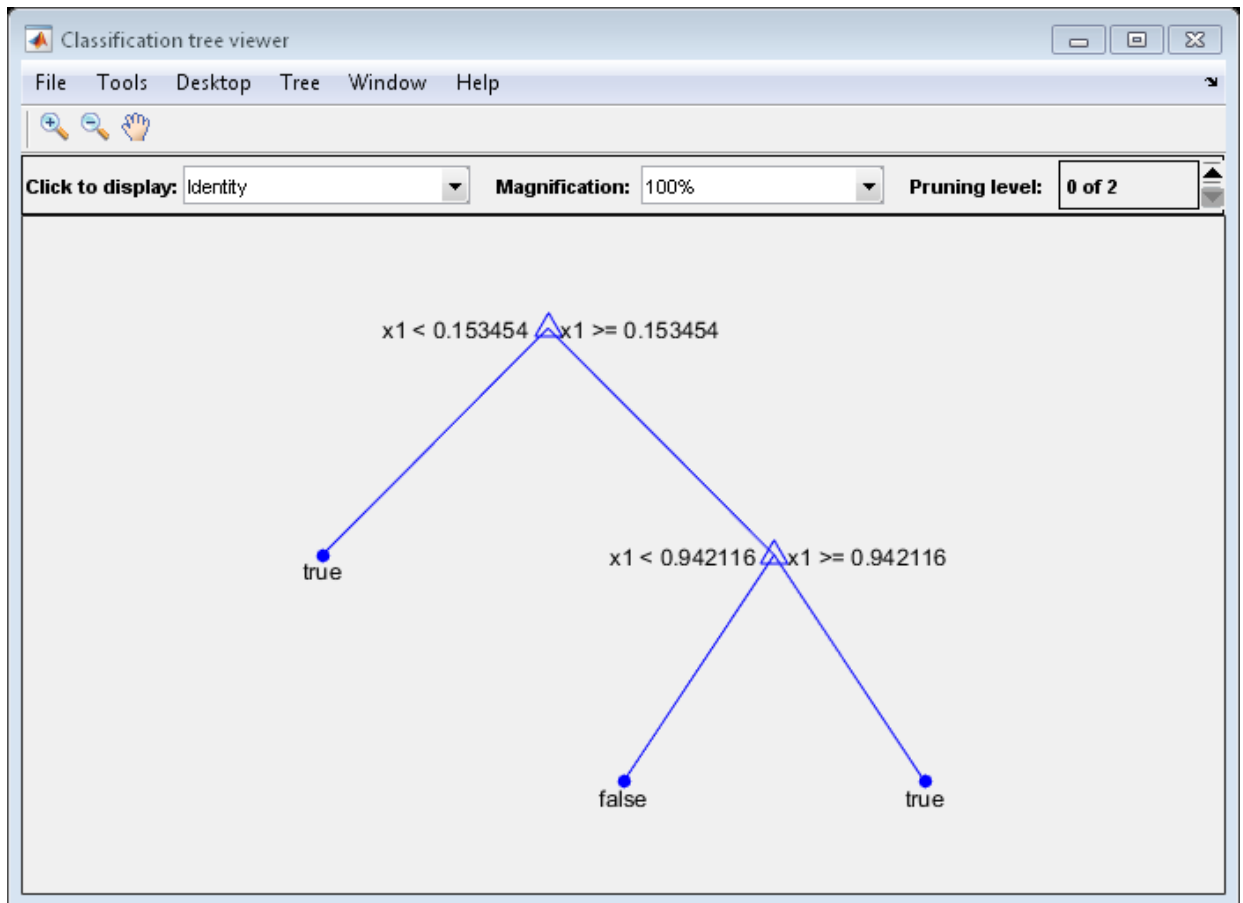 Classification tree viewer
File Tools Desktop Tree Window Help
Click to display: Identity Magnification: 100% Pruning level: 0 of 2
x1 < 0.153454 x1 >= 0.153454
true
x1 < 0.942116 x1 >= 0.942116
false true